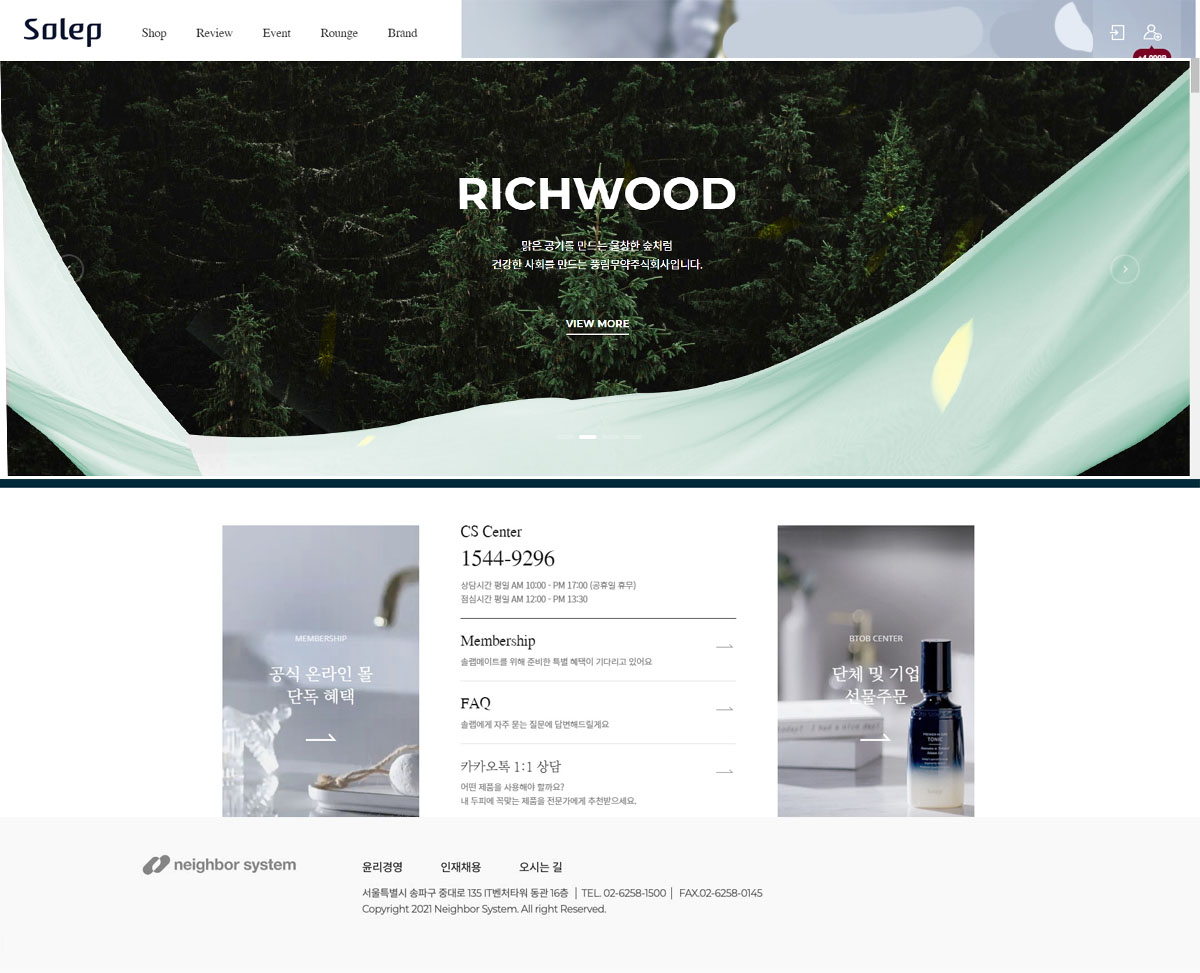 Solep
Shop Review Event Rounge Brand
RICHWOOD
맑은 공기를 만드는 울창한 숲처럼
건강한 사회를 만드는 풍림무약주식회사입니다.
VIEW MORE
MEMBERSHIP
공식 온라인 몰
단독 혜택
CS Center
1544-9296
상담시간 평일 AM 10:00 - PM 17:00 (공휴일 휴무)
점심시간 평일 AM 12:00 - PM 13:30
Membership
솔렙메이트를 위해 준비한 특별 혜택이 기다리고 있어요
FAQ
솔렙에게 자주 묻는 질문에 답변해드릴게요
카카오톡 1:1 상담
어떤 제품을 사용해야 할까요?
내 두피에 꼭맞는 제품을 전문가에게 추천받으세요.
BTOB CENTER
단체 및 기업
선물주문
TONIC
Solep
neighbor system
윤리경영 인재채용 오시는 길
서울특별시 송파구 중대로 135 IT벤처타워 동관 16층 | TEL. 02-6258-1500 | FAX.02-6258-0145
Copyright 2021 Neighbor System. All right Reserved.